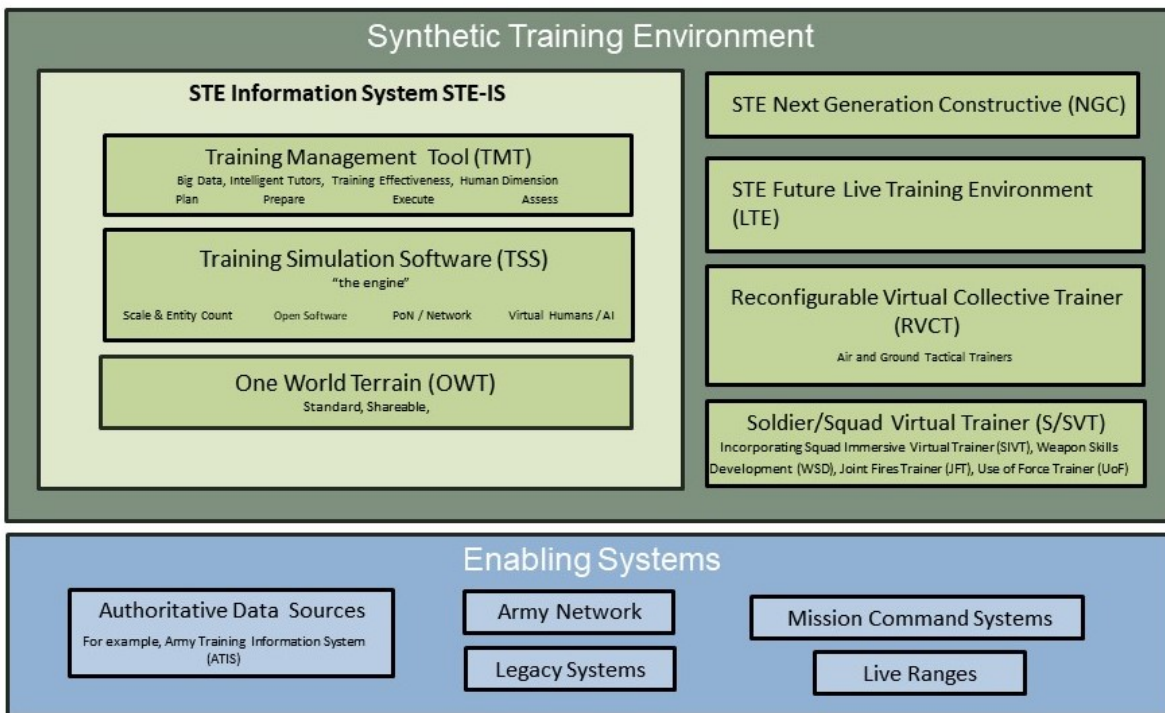 Synthetic Training Environment
STE Information System STE-IS
Training Management Tool (TMT)
Big Data, Intelligent Tutors, Training Effectiveness, Human Dimension
Plan Prepare Execute Assess
Training Simulation Software (TSS)
"the engine"
Scale & Entity Count Open Software PoN / Network Virtual Humans / AI
One World Terrain (OWT)
Standard, Shareable,
STE Next Generation Constructive (NGC)
STE Future Live Training Environment
(LTE)
Reconfigurable Virtual Collective Trainer
(RVCT)
Air and Ground Tactical Trainers
Soldier/Squad Virtual Trainer (S/SVT)
Incorporating Squad Immersive Virtual Trainer (SIVT), Weapon Skills
Development (WSD), Joint Fires Trainer (JFT), Use of Force Trainer (UoF)
Enabling Systems
Authoritative Data Sources
For example, Army Training Information System
(ATIS)
Army Network
Legacy Systems
Mission Command Systems
Live Ranges